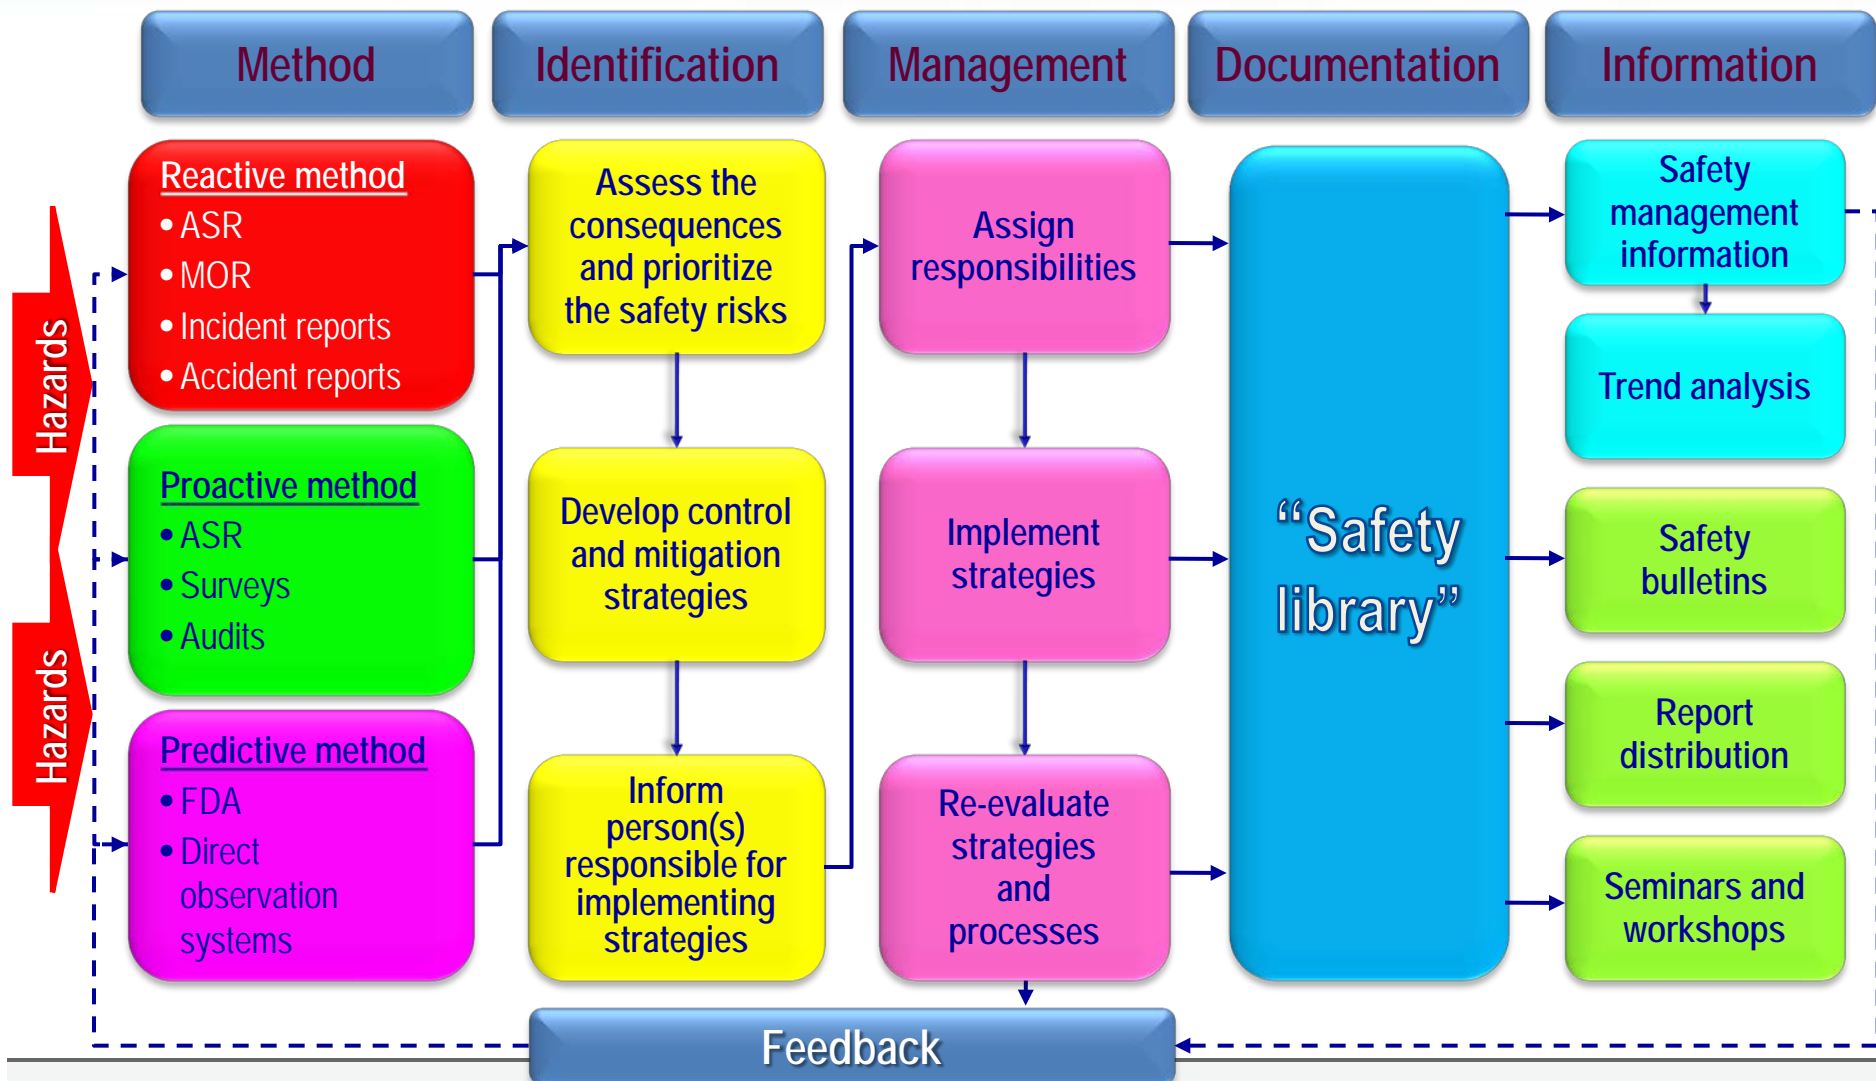 Method
Identification
Management
Documentation
Information
Hazards
Hazards
Reactive method
• ASR
• MOR
• Incident reports
• Accident reports
Proactive method
• ASR
• Surveys
• Audits
Predictive method
• FDA
• Direct
observation
systems
Assess the
consequences
and prioritize
the safety risks
Develop control
and mitigation
strategies
Inform
person(s)
responsible for
implementing
strategies
Assign
responsibilities
Implement
strategies
Re-evaluate
strategies
and
processes
“Safety
library”
Safety
management
information
Trend analysis
Safety
bulletins
Report
distribution
Seminars and
workshops
Feedback